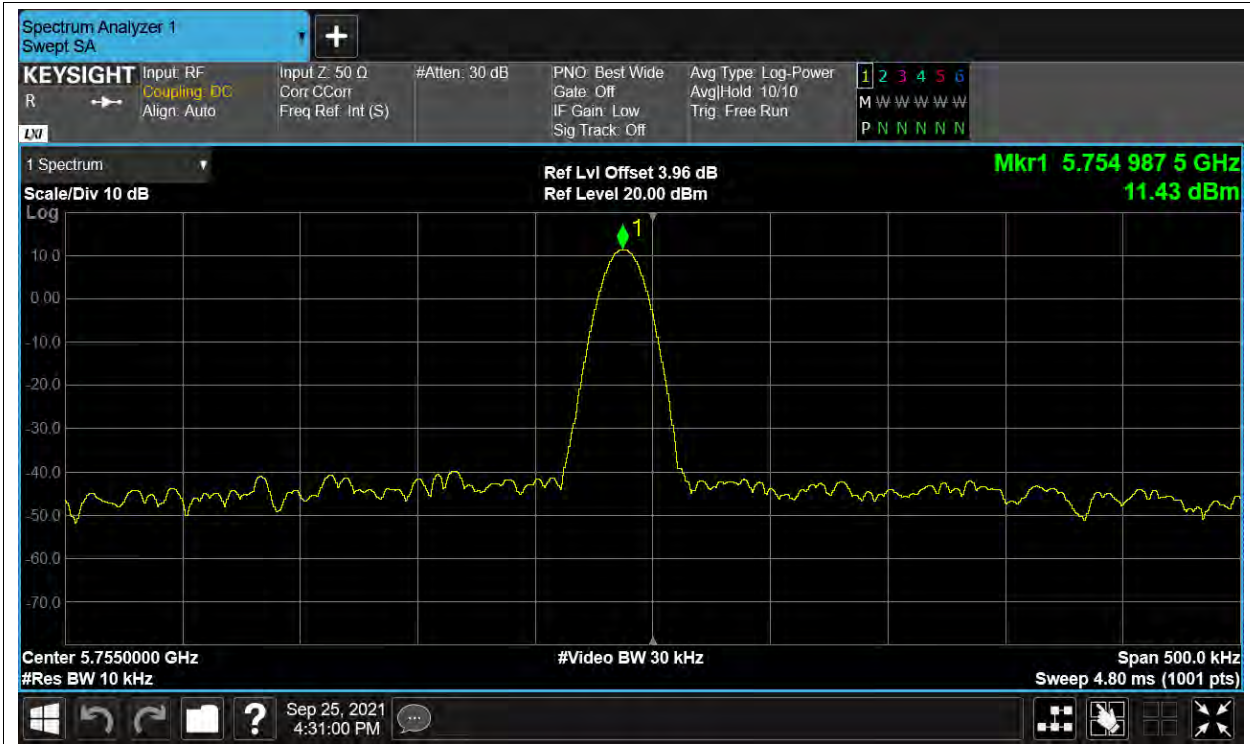 Spectrum Analyzer 1
Swept SA
+
KEYSIGHT Input: RF Input Z: 50 Ω #Atten: 30 dB PNO: Best Wide Avg Type: Log-Power 1 2 3 4 5 6
R Coupling: DC Corr CCorr Gate: Off Avg|Hold: 10/10 M W W W W W W
Align: Auto Freq Ref: Int (S) IF Gain: Low Trig: Free Run
LXI Sig Track: Off P N N N N N N
1 Spectrum Ref Lvl Offset 3.96 dB Mkr1 5.754 987 5 GHz
Scale/Div 10 dB Ref Level 20.00 dBm 11.43 dBm
Log
1
10.0
0.00
-10.0
-20.0
-30.0
-40.0
-50.0
-60.0
-70.0
Center 5.7550000 GHz #Video BW 30 kHz Span 500.0 kHz
#Res BW 10 kHz Sweep 4.80 ms (1001 pts)
? Sep 25, 2021
4:31:00 PM